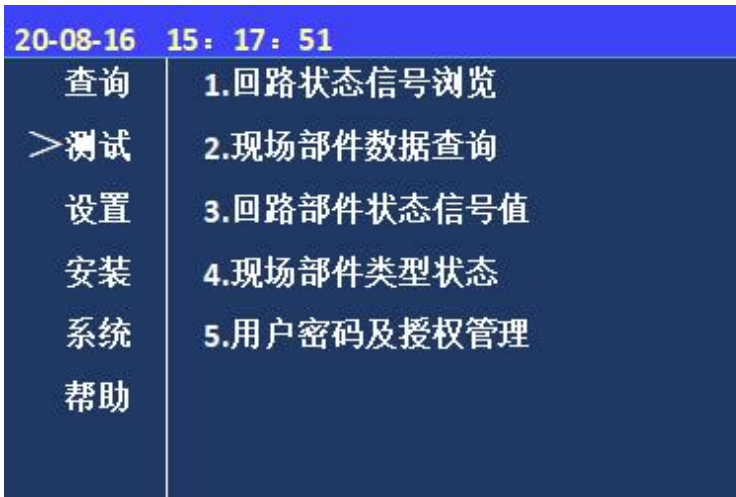 20-08-16 15：17：51
查询 1.回路状态信号浏览
＞测试 2.现场部件数据查询
设置 3.回路部件状态信号值
安装 4.现场部件类型状态
系统 5.用户密码及授权管理
帮助